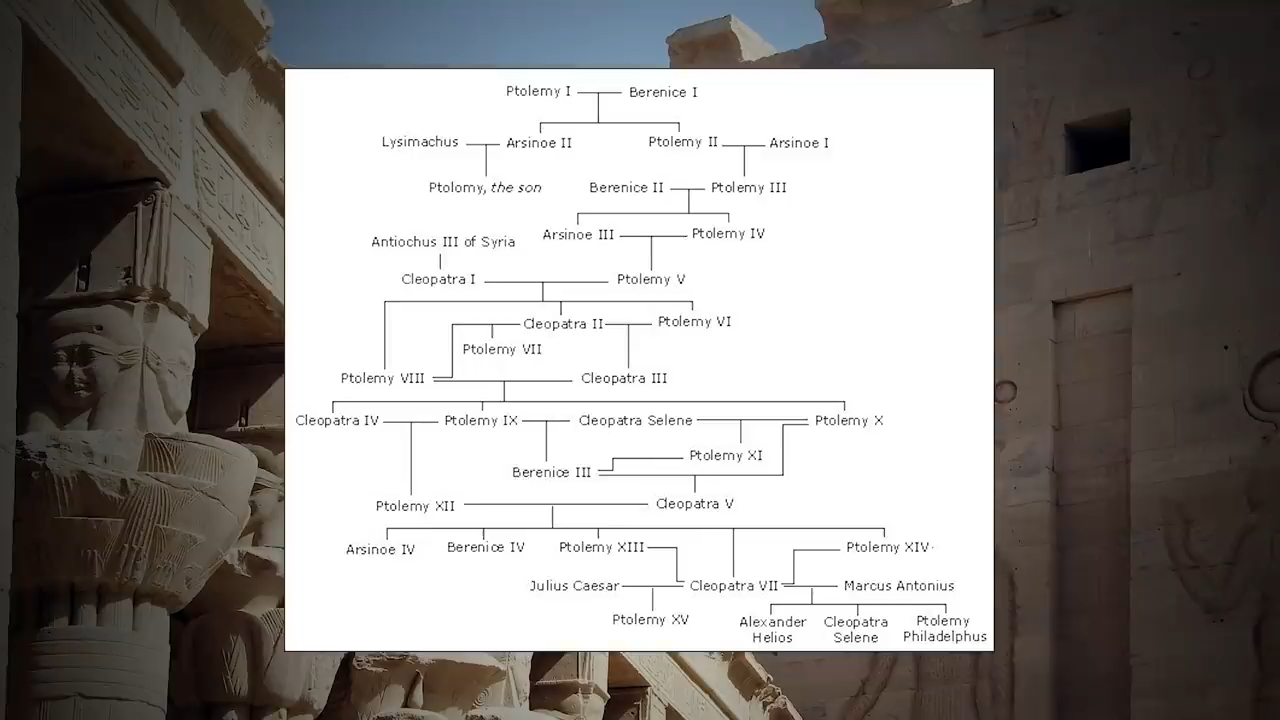 Ptolemy I Berenice I
Lysimachus Arsinoe II Ptolemy II Arsinoe I
Ptolomy, the son Berenice II Ptolemy III
Arsinoe III Ptolemy IV
Antiochus III of Syria
Cleopatra I Ptolemy V
Cleopatra II Ptolemy VI
Ptolemy VII
Ptolemy VIII Cleopatra III
Cleopatra IV Ptolemy IX Cleopatra Selene Ptolemy X
Ptolemy XI
Berenice III
Ptolemy XII Cleopatra V
Arsinoe IV Berenice IV Ptolemy XIII Ptolemy XIV
Julius Caesar Cleopatra VII Marcus Antonius
Ptolemy XV
Alexander Helios
Cleopatra Selene
Ptolemy Philadelphus